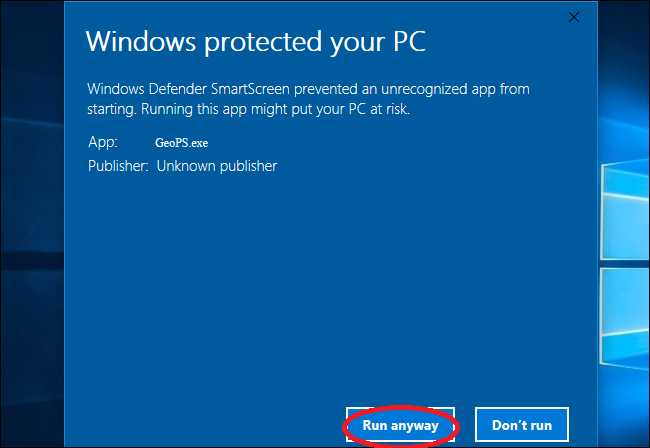 Windows protected your PC
Windows Defender SmartScreen prevented an unrecognized app from
starting. Running this app might put your PC at risk.
App: GeoPS.exe
Publisher: Unknown publisher
Run anyway Don't run